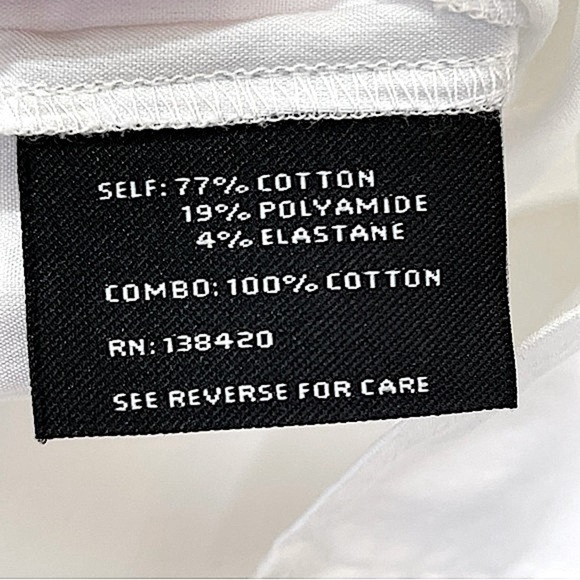 SELF: 77% COTTON
19% POLYAMIDE
4% ELASTANE
COMBO: 100% COTTON
RN: 138420
SEE REVERSE FOR CARE